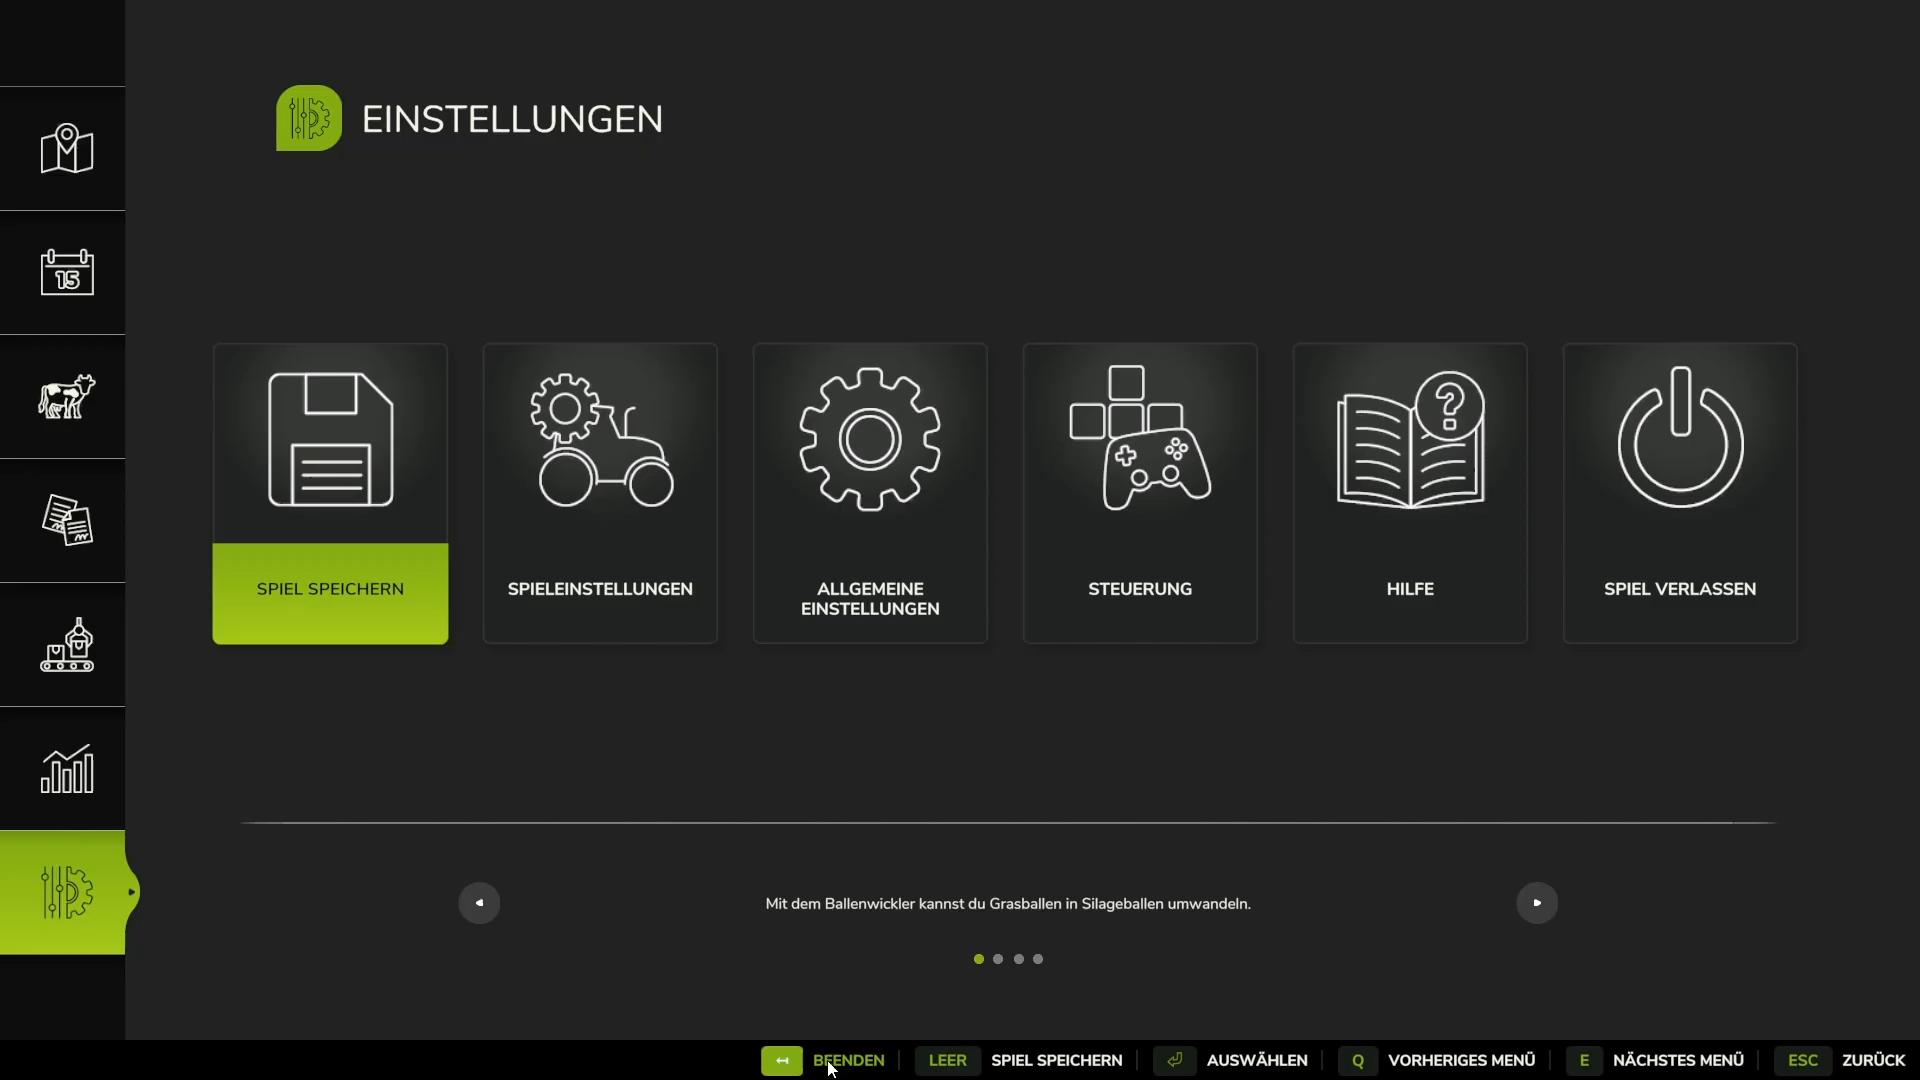 EINSTELLUNGEN
15
SPIEL SPEICHERN
SPIELEINSTELLUNGEN
ALLGEMEINE
EINSTELLUNGEN
STEUERUNG
HILFE
SPIEL VERLASSEN
Mit dem Ballenwickler kannst du Grasballen in Silageballen umwandeln.
BEENDEN LEER SPIEL SPEICHERN AUSWÄHLEN Q VORHERIGES MENÜ E NÄCHSTES MENÜ ESC ZURÜCK